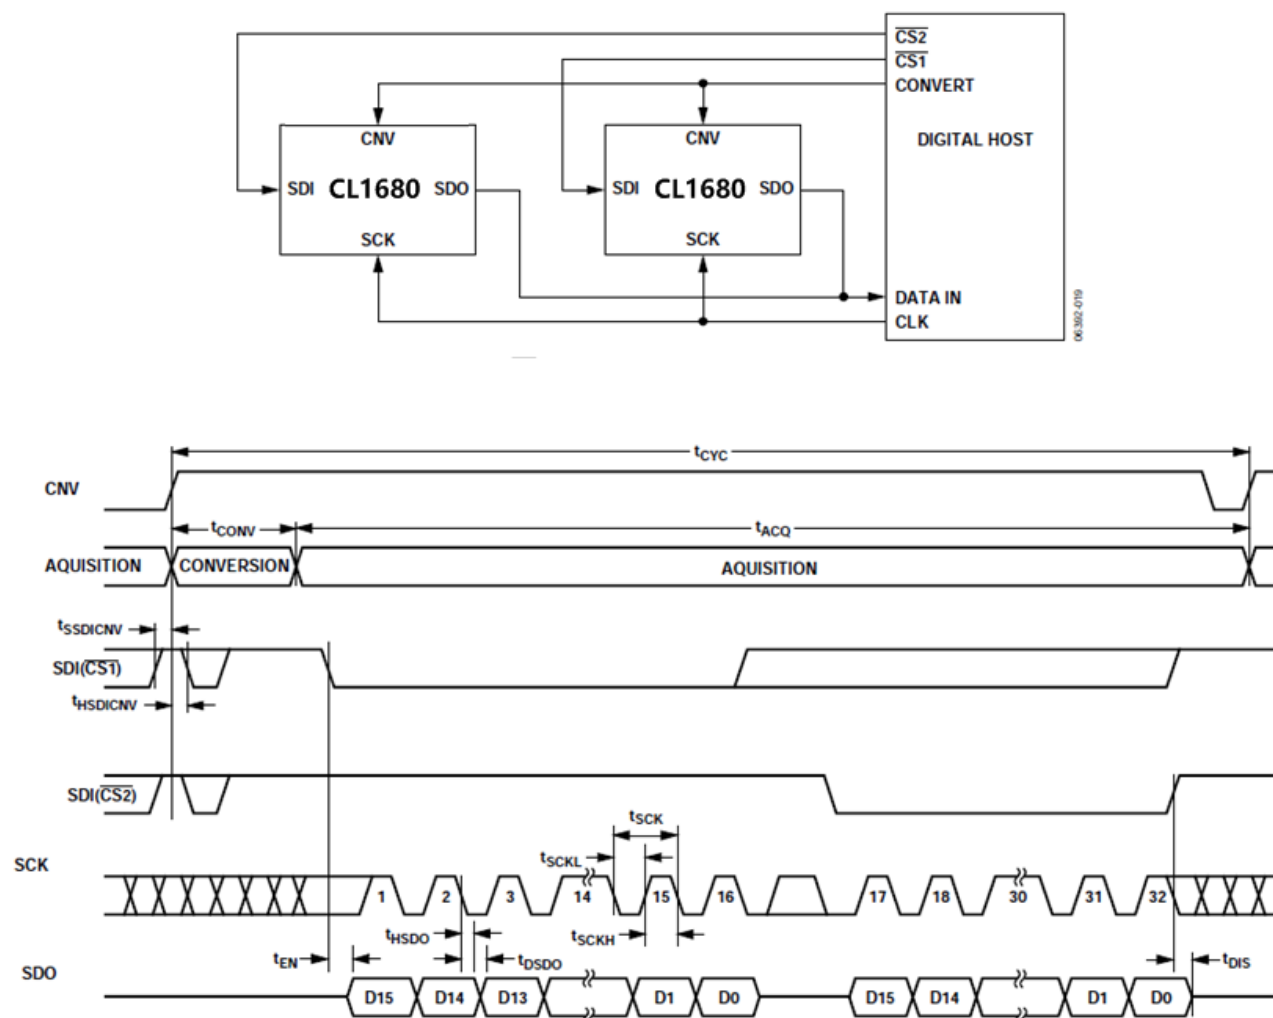 CS2
CS1
CONVERT
CNV
CNV
DIGITAL HOST
SDI CL1680 SDO
SDI CL1680 SDO
SCK
SCK
DATA IN
CLK
06392-019
tCYC
CNV
tCONV
tACQ
AQUISITION
CONVERSION
AQUISITION
tSSDICNV
SDI(CS1)
tHSDICNV
SDI(CS2)
tSCK
SCK
tSCKL
1 2 3 14 15 16 17 18 30 31 32
tHSDO
tSCKH
tEN
tDSDO
tDIS
SDO
D15 D14 D13 D1 D0 D15 D14 D1 D0